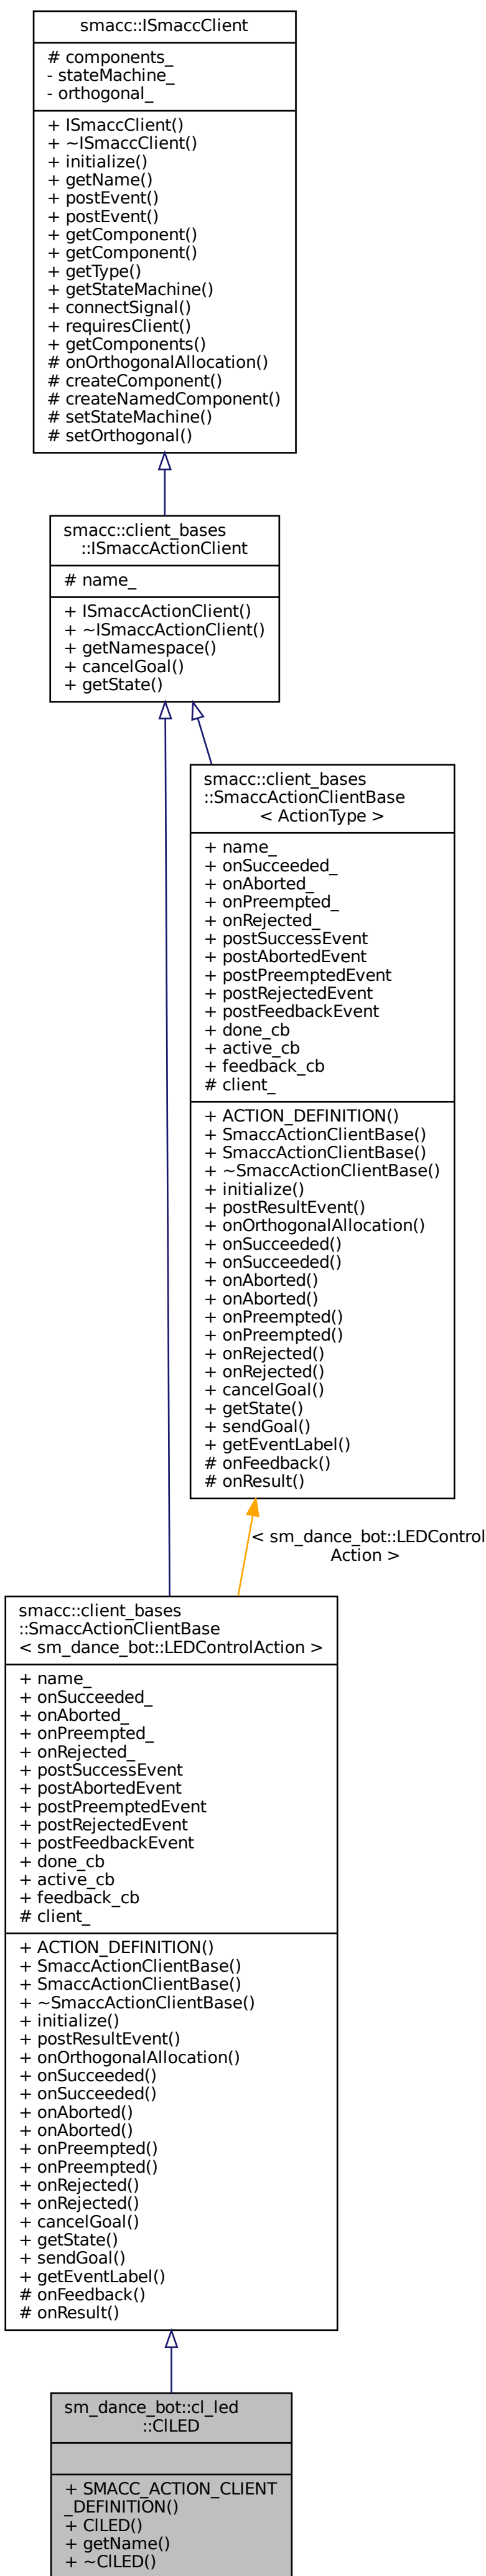 smacc::ISmaccClient
# components_
- stateMachine_
- orthogonal_
+ ISmaccClient()
+ ~ISmaccClient()
+ initialize()
+ getName()
+ postEvent()
+ postEvent()
+ getComponent()
+ getComponent()
+ getType()
+ getStateMachine()
+ connectSignal()
+ requiresClient()
+ getComponents()
# onOrthogonalAllocation()
# createComponent()
# createNamedComponent()
# setStateMachine()
# setOrthogonal()
smacc::client_bases
::ISmaccActionClient
# name_
+ ISmaccActionClient()
+ ~ISmaccActionClient()
+ getNamespace()
+ cancelGoal()
+ getState()
smacc::client_bases
::SmaccActionClientBase
< ActionType >
+ name_
+ onSucceeded_
+ onAborted_
+ onPreempted_
+ onRejected_
+ postSuccessEvent
+ postAbortedEvent
+ postPreemptedEvent
+ postRejectedEvent
+ postFeedbackEvent
+ done_cb
+ active_cb
+ feedback_cb
# client_
+ ACTION_DEFINITION()
+ SmaccActionClientBase()
+ SmaccActionClientBase()
+ ~SmaccActionClientBase()
+ initialize()
+ postResultEvent()
+ onOrthogonalAllocation()
+ onSucceeded()
+ onSucceeded()
+ onAborted()
+ onAborted()
+ onPreempted()
+ onPreempted()
+ onRejected()
+ onRejected()
+ cancelGoal()
+ getState()
+ sendGoal()
+ getEventLabel()
# onFeedback()
# onResult()
< sm_dance_bot::LEDControl
Action >
smacc::client_bases
::SmaccActionClientBase
< sm_dance_bot::LEDControlAction >
+ name_
+ onSucceeded_
+ onAborted_
+ onPreempted_
+ onRejected_
+ postSuccessEvent
+ postAbortedEvent
+ postPreemptedEvent
+ postRejectedEvent
+ postFeedbackEvent
+ done_cb
+ active_cb
+ feedback_cb
# client_
+ ACTION_DEFINITION()
+ SmaccActionClientBase()
+ SmaccActionClientBase()
+ ~SmaccActionClientBase()
+ initialize()
+ postResultEvent()
+ onOrthogonalAllocation()
+ onSucceeded()
+ onSucceeded()
+ onAborted()
+ onAborted()
+ onPreempted()
+ onPreempted()
+ onRejected()
+ onRejected()
+ cancelGoal()
+ getState()
+ sendGoal()
+ getEventLabel()
# onFeedback()
# onResult()
sm_dance_bot::cl_led
::ClLED
+ SMACC_ACTION_CLIENT
_DEFINITION()
+ ClLED()
+ getName()
+ ~ClLED()